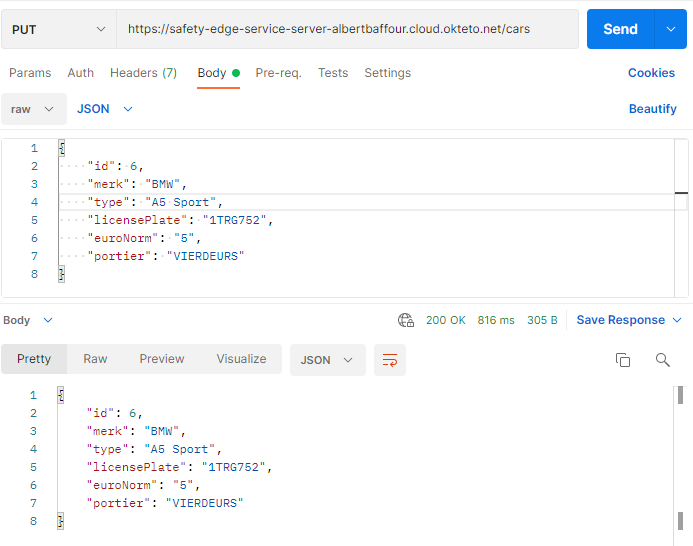 PUT https://safety-edge-service-server-albertbaffour.cloud.okteto.net/cars Send
Params Auth Headers (7) Body Pre-req. Tests Settings Cookies
raw JSON Beautify
1 {
2 "id": 6,
3 "merk": "BMW",
4 "type": "A5 Sport",
5 "licensePlate": "1TRG752",
6 "euroNorm": "5",
7 "portier": "VIERDEURS"
8 }
Body 200 OK 816 ms 305 B Save Response
Pretty Raw Preview Visualize JSON
1 {
2 "id": 6,
3 "merk": "BMW",
4 "type": "A5 Sport",
5 "licensePlate": "1TRG752",
6 "euroNorm": "5",
7 "portier": "VIERDEURS"
8 }